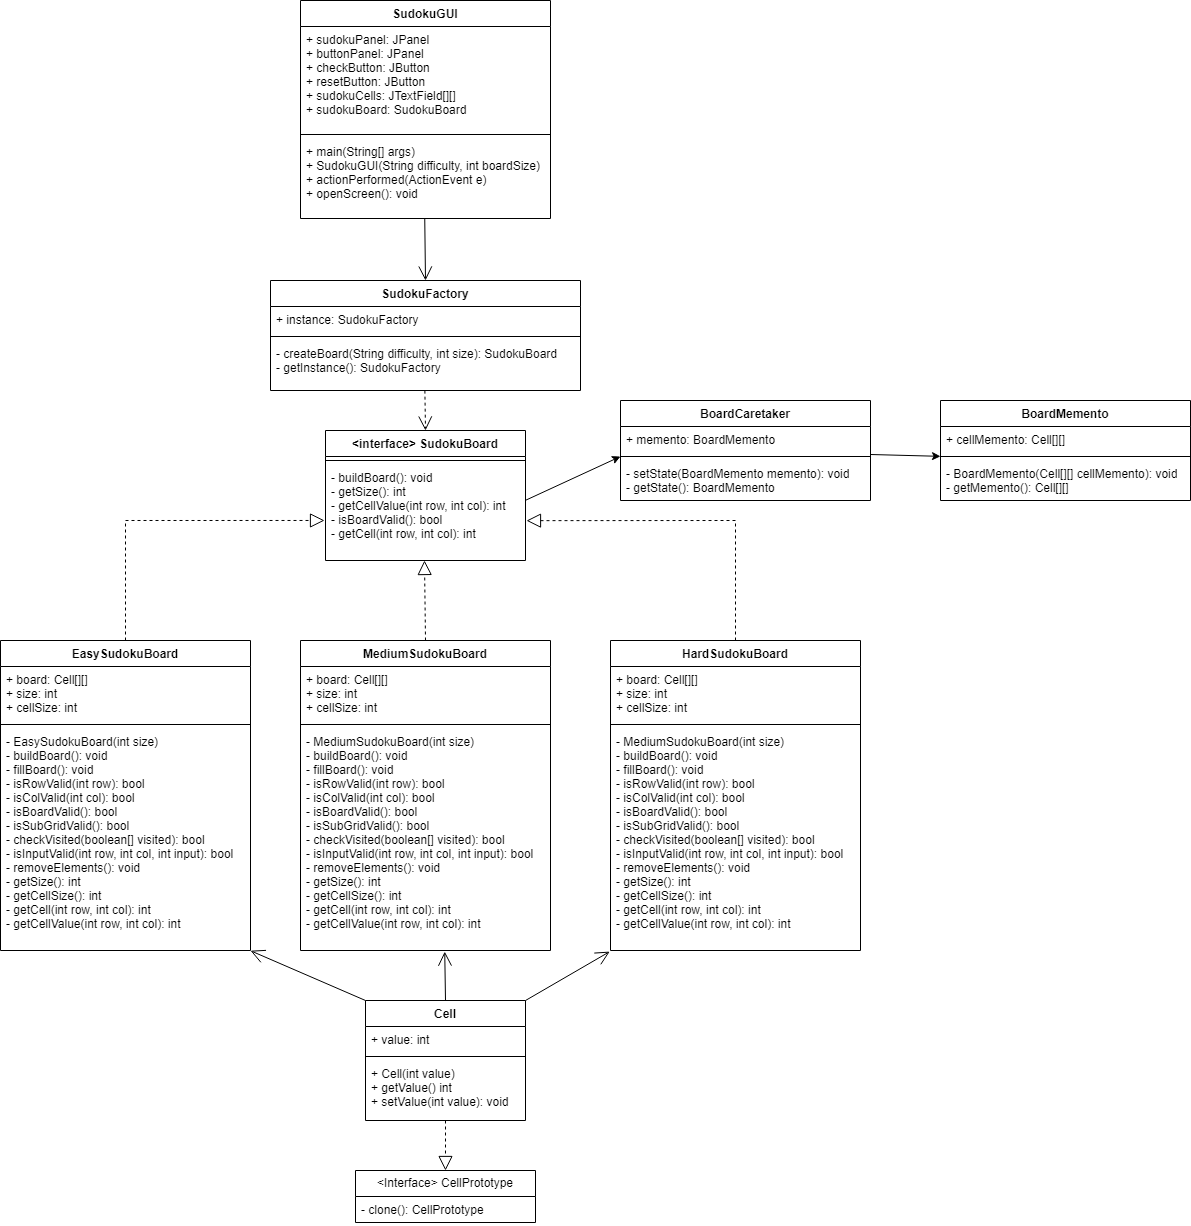 SudokuGUI
+ sudokuPanel: JPanel
+ buttonPanel: JPanel
+ checkButton: JButton
+ resetButton: JButton
+ sudokuCells: JTextField[][]
+ sudokuBoard: SudokuBoard
+ main(String[] args)
+ SudokuGUI(String difficulty, int boardSize)
+ actionPerformed(ActionEvent e)
+ openScreen(): void
SudokuFactory
+ instance: SudokuFactory
- createBoard(String difficulty, int size): SudokuBoard
- getInstance(): SudokuFactory
<interface> SudokuBoard
- buildBoard(): void
- getSize(): int
- getCellValue(int row, int col): int
- isBoardValid(): bool
- getCell(int row, int col): int
BoardCaretaker
+ memento: BoardMemento
- setState(BoardMemento memento): void
- getState(): BoardMemento
BoardMemento
+ cellMemento: Cell[][]
- BoardMemento(Cell[][] cellMemento): void
- getMemento(): Cell[][]
EasySudokuBoard
+ board: Cell[][]
+ size: int
+ cellSize: int
- EasySudokuBoard(int size)
- buildBoard(): void
- fillBoard(): void
- isRowValid(int row): bool
- isColValid(int col): bool
- isBoardValid(): bool
- isSubGridValid(): bool
- checkVisited(boolean[] visited): bool
- isInputValid(int row, int col, int input): bool
- removeElements(): void
- getSize(): int
- getCellSize(): int
- getCell(int row, int col): int
- getCellValue(int row, int col): int
MediumSudokuBoard
+ board: Cell[][]
+ size: int
+ cellSize: int
- MediumSudokuBoard(int size)
- buildBoard(): void
- fillBoard(): void
- isRowValid(int row): bool
- isColValid(int col): bool
- isBoardValid(): bool
- isSubGridValid(): bool
- checkVisited(boolean[] visited): bool
- isInputValid(int row, int col, int input): bool
- removeElements(): void
- getSize(): int
- getCellSize(): int
- getCell(int row, int col): int
- getCellValue(int row, int col): int
HardSudokuBoard
+ board: Cell[][]
+ size: int
+ cellSize: int
- MediumSudokuBoard(int size)
- buildBoard(): void
- fillBoard(): void
- isRowValid(int row): bool
- isColValid(int col): bool
- isBoardValid(): bool
- isSubGridValid(): bool
- checkVisited(boolean[] visited): bool
- isInputValid(int row, int col, int input): bool
- removeElements(): void
- getSize(): int
- getCellSize(): int
- getCell(int row, int col): int
- getCellValue(int row, int col): int
Cell
+ value: int
+ Cell(int value)
+ getValue() int
+ setValue(int value): void
<Interface> CellPrototype
- clone(): CellPrototype